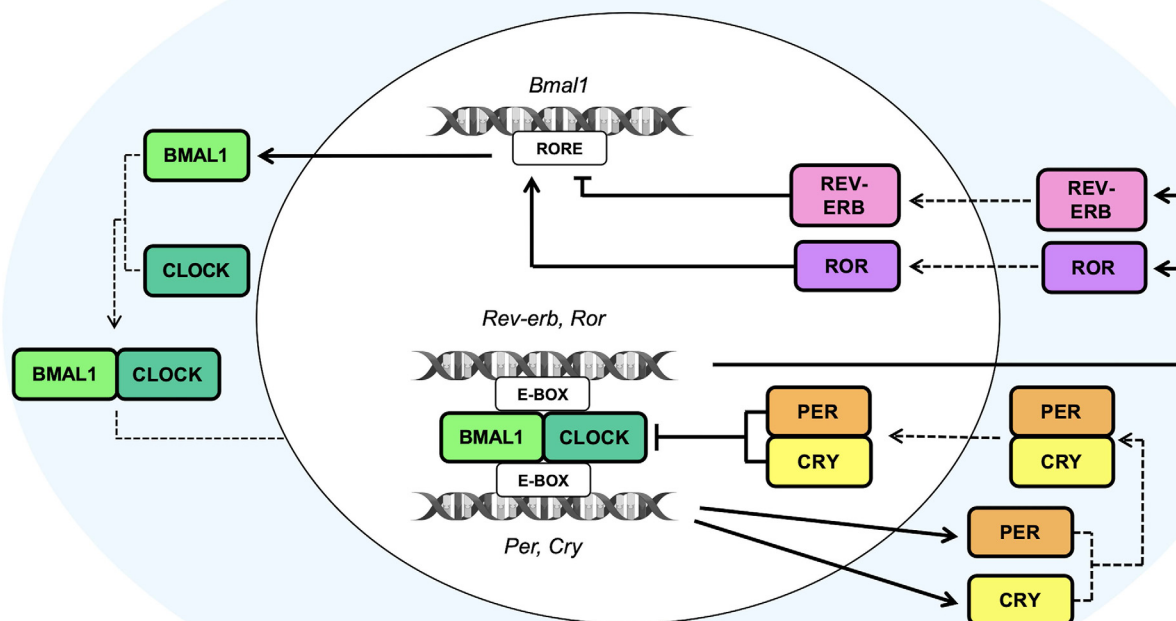 Bmal1
RORE
BMAL1
REV-
ERB
REV-
ERB
CLOCK
ROR
ROR
Rev-erb, Ror
BMAL1 CLOCK
E-BOX
PER
PER
BMAL1 CLOCK
CRY
CRY
E-BOX
Per, Cry
PER
CRY